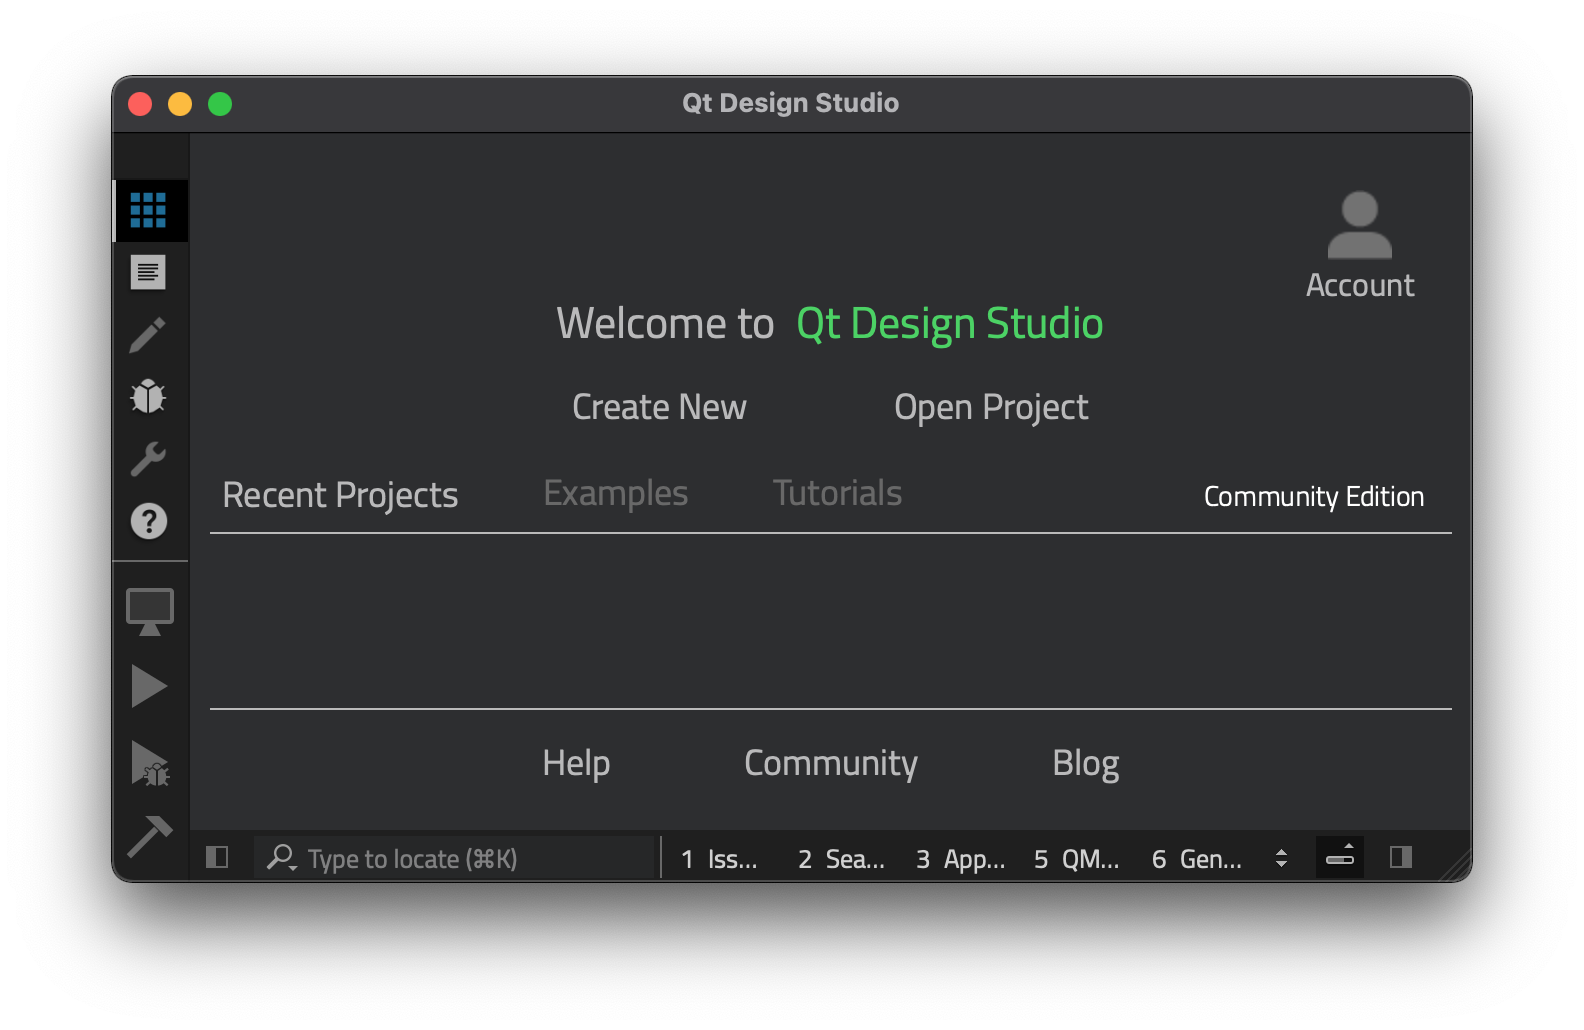 Qt Design Studio
Account
Welcome to Qt Design Studio
Create New Open Project
Recent Projects Examples Tutorials Community Edition
Help Community Blog
Type to locate (⌘K) 1 Iss... 2 Sea... 3 App... 5 QM... 6 Gen...